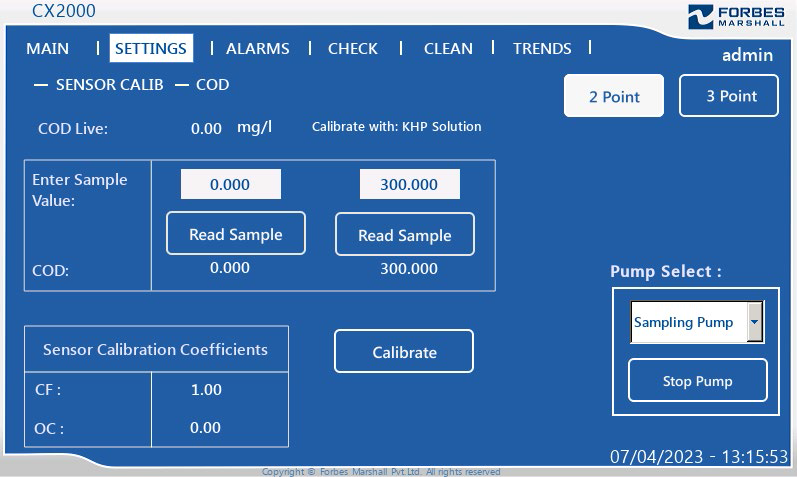 CX2000
FORBES
MARSHALL
MAIN | SETTINGS | ALARMS | CHECK | CLEAN | TRENDS |
admin
— SENSOR CALIB — COD
2 Point
3 Point
COD Live: 0.00 mg/l Calibrate with: KHP Solution
Enter Sample
Value:
0.000 300.000
Read Sample Read Sample
COD: 0.000 300.000
Pump Select :
Sampling Pump
Stop Pump
Sensor Calibration Coefficients
Calibrate
CF : 1.00
OC : 0.00
07/04/2023 - 13:15:53
Copyright © Forbes Marshall Pvt.Ltd. All rights reserved